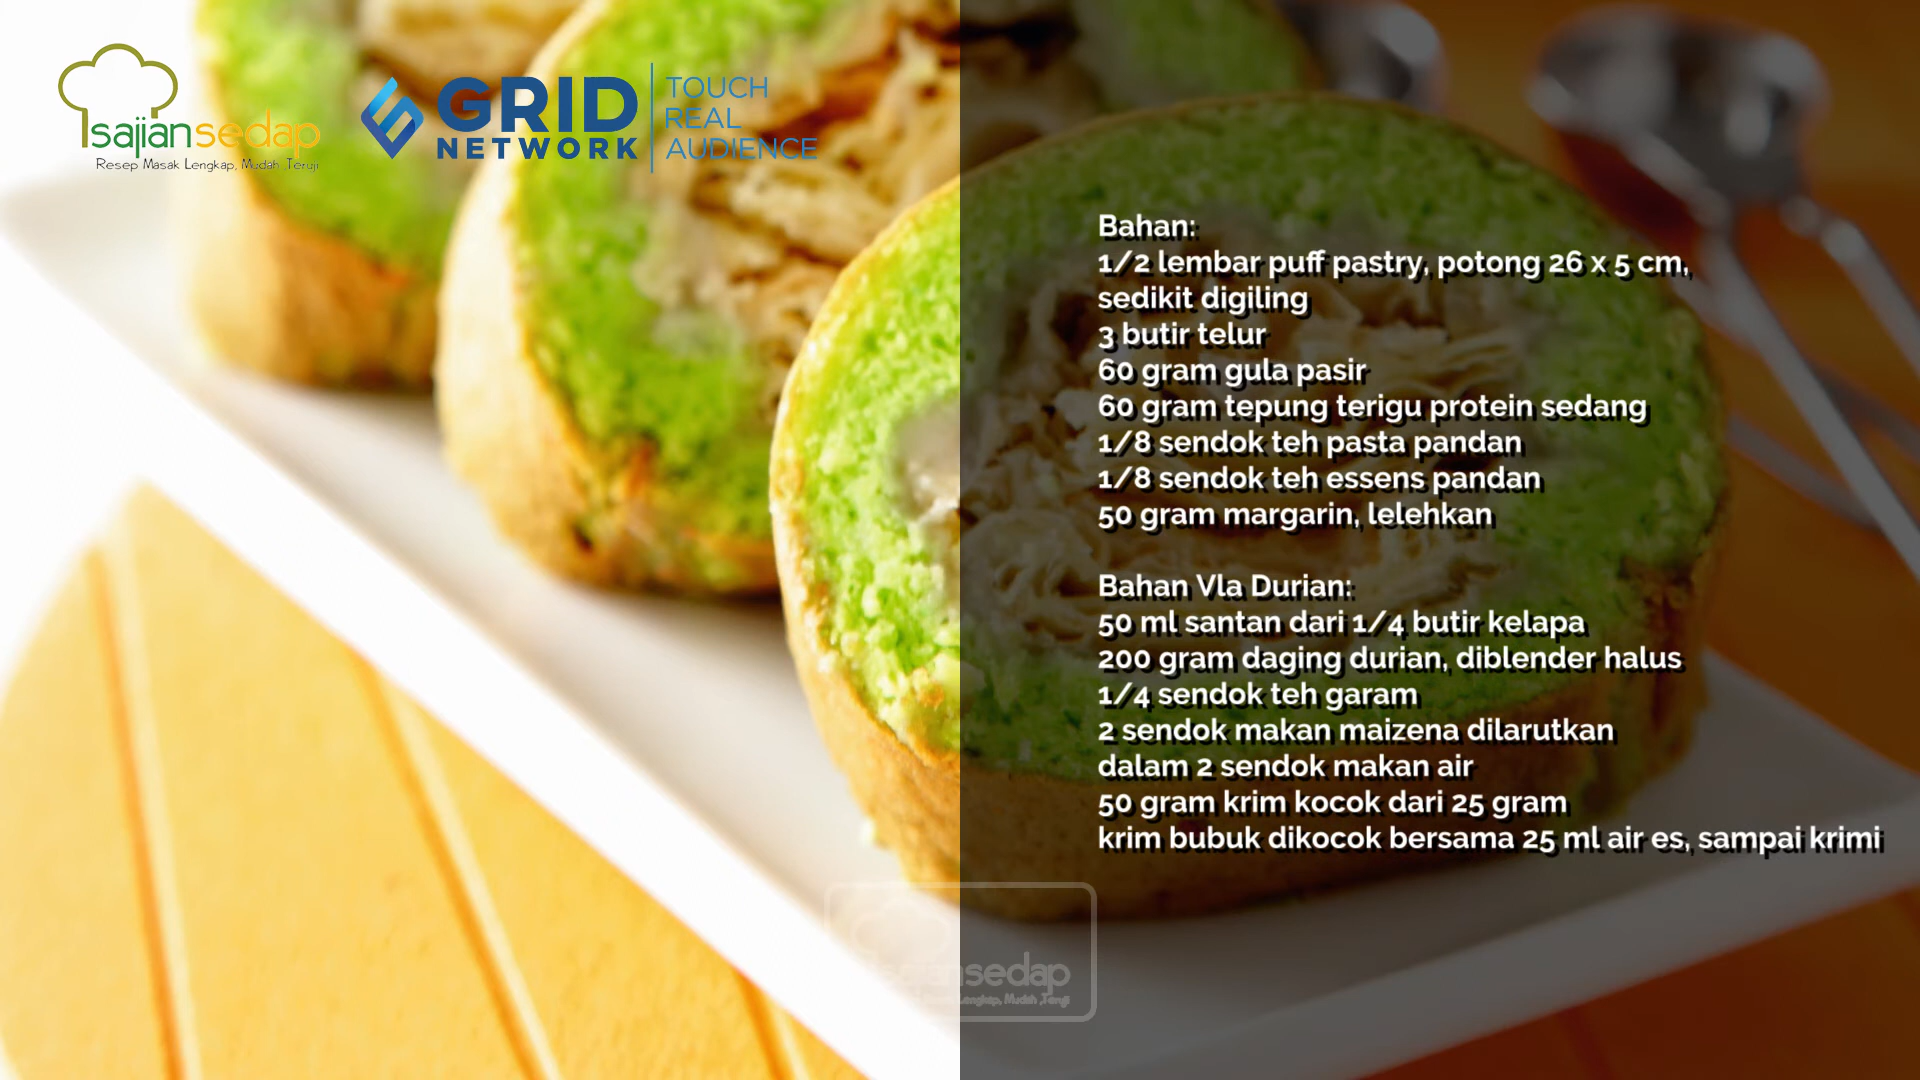 sajiansedap
Resep Masak Lengkap, Mudah ,Teruji
GRID
NETWORK
TOUCH
REAL
AUDIENCE
Bahan:
1/2 lembar puff pastry, potong 26 x 5 cm,
sedikit digiling
3 butir telur
60 gram gula pasir
60 gram tepung terigu protein sedang
1/8 sendok teh pasta pandan
1/8 sendok teh essens pandan
50 gram margarin, lelehkan
Bahan Vla Durian:
50 ml santan dari 1/4 butir kelapa
200 gram daging durian, diblender halus
1/4 sendok teh garam
2 sendok makan maizena dilarutkan
dalam 2 sendok makan air
50 gram krim kocok dari 25 gram
krim bubuk dikocok bersama 25 ml air es, sampai krimi
sajiansedap
Lengkap, Mudah ,Teruji